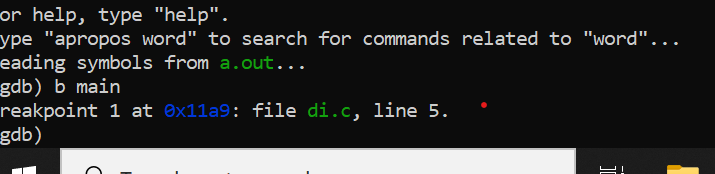 or help, type "help".
ype "apropos word" to search for commands related to "word"...
eading symbols from a.out...
gdb) b main
reakpoint 1 at 0x11a9: file di.c, line 5.
gdb)